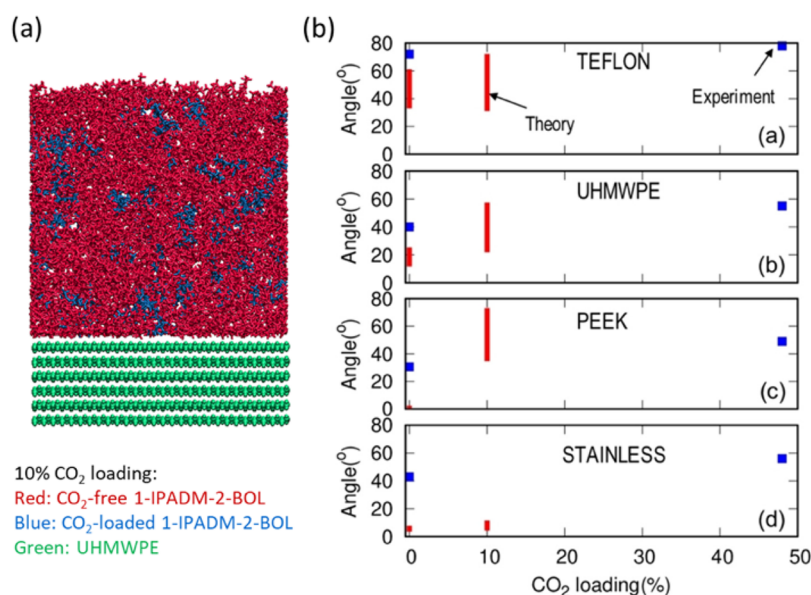 (a)
10% CO₂ loading:
Red: CO₂-free 1-IPADM-2-BOL
Blue: CO₂-loaded 1-IPADM-2-BOL
Green: UHMWPE
(b)
80
60
40
20
0
Angle(°)
TEFLON
Theory
Experiment
(a)
80
60
40
20
0
Angle(°)
UHMWPE
(b)
80
60
40
20
0
Angle(°)
PEEK
(c)
80
60
40
20
0
Angle(°)
STAINLESS
(d)
0 10 20 30 40 50
CO₂ loading(%)